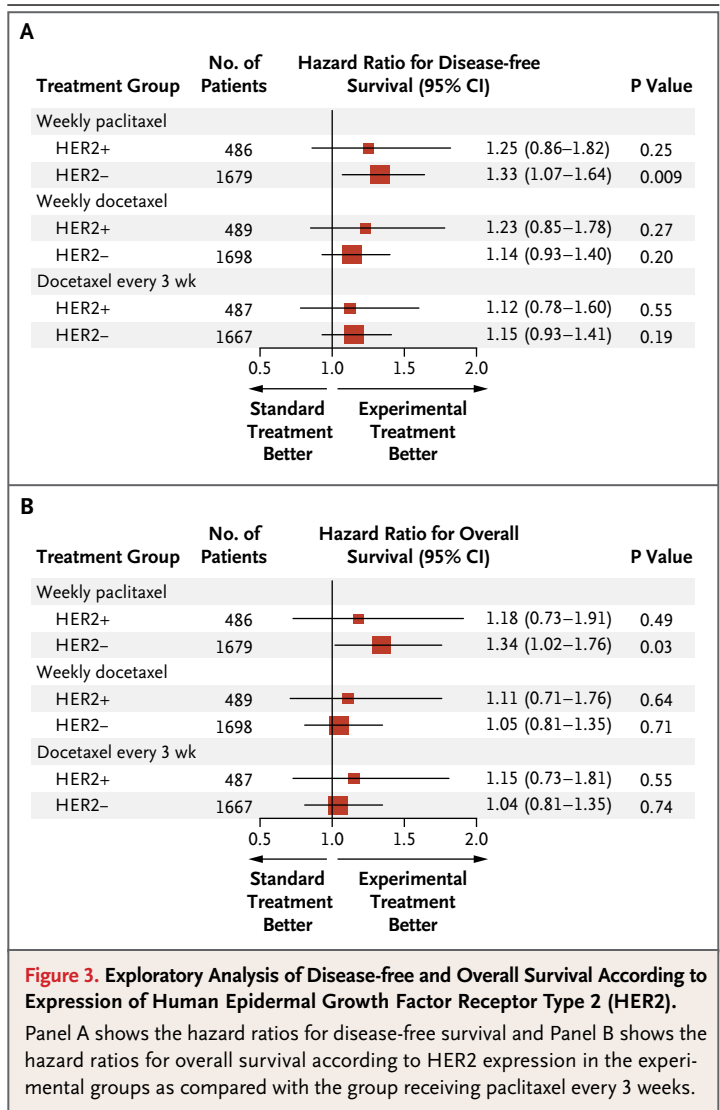 A
Treatment Group No. of Patients Hazard Ratio for Disease-free Survival (95% CI) P Value
Weekly paclitaxel
HER2+ 486 1.25 (0.86–1.82) 0.25
HER2– 1679 1.33 (1.07–1.64) 0.009
Weekly docetaxel
HER2+ 489 1.23 (0.85–1.78) 0.27
HER2– 1698 1.14 (0.93–1.40) 0.20
Docetaxel every 3 wk
HER2+ 487 1.12 (0.78–1.60) 0.55
HER2– 1667 1.15 (0.93–1.41) 0.19
0.5 1.0 1.5 2.0
Standard Treatment Better Experimental Treatment Better
B
Treatment Group No. of Patients Hazard Ratio for Overall Survival (95% CI) P Value
Weekly paclitaxel
HER2+ 486 1.18 (0.73–1.91) 0.49
HER2– 1679 1.34 (1.02–1.76) 0.03
Weekly docetaxel
HER2+ 489 1.11 (0.71–1.76) 0.64
HER2– 1698 1.05 (0.81–1.35) 0.71
Docetaxel every 3 wk
HER2+ 487 1.15 (0.73–1.81) 0.55
HER2– 1667 1.04 (0.81–1.35) 0.74
0.5 1.0 1.5 2.0
Standard Treatment Better Experimental Treatment Better
Figure 3. Exploratory Analysis of Disease-free and Overall Survival According to
Expression of Human Epidermal Growth Factor Receptor Type 2 (HER2).
Panel A shows the hazard ratios for disease-free survival and Panel B shows the
hazard ratios for overall survival according to HER2 expression in the experi-
mental groups as compared with the group receiving paclitaxel every 3 weeks.